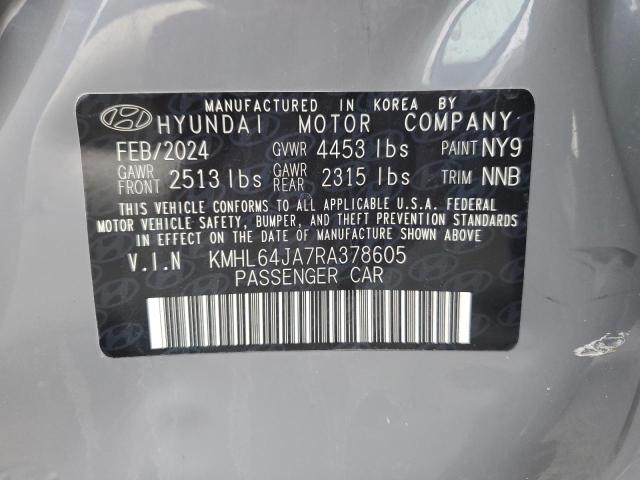 MANUFACTURED IN KOREA BY
HYUNDAI MOTOR COMPANY
FEB/2024 GVWR 4453 lbs PAINT NY9
GAWR FRONT 2513 lbs GAWR REAR 2315 lbs TRIM NNB
THIS VEHICLE CONFORMS TO ALL APPLICABLE U.S.A. FEDERAL
MOTOR VEHICLE SAFETY, BUMPER, AND THEFT PREVENTION STANDARDS
IN EFFECT ON THE DATE OF MANUFACTURE SHOWN ABOVE
V.I.N KMHL64JA7RA378605
PASSENGER CAR